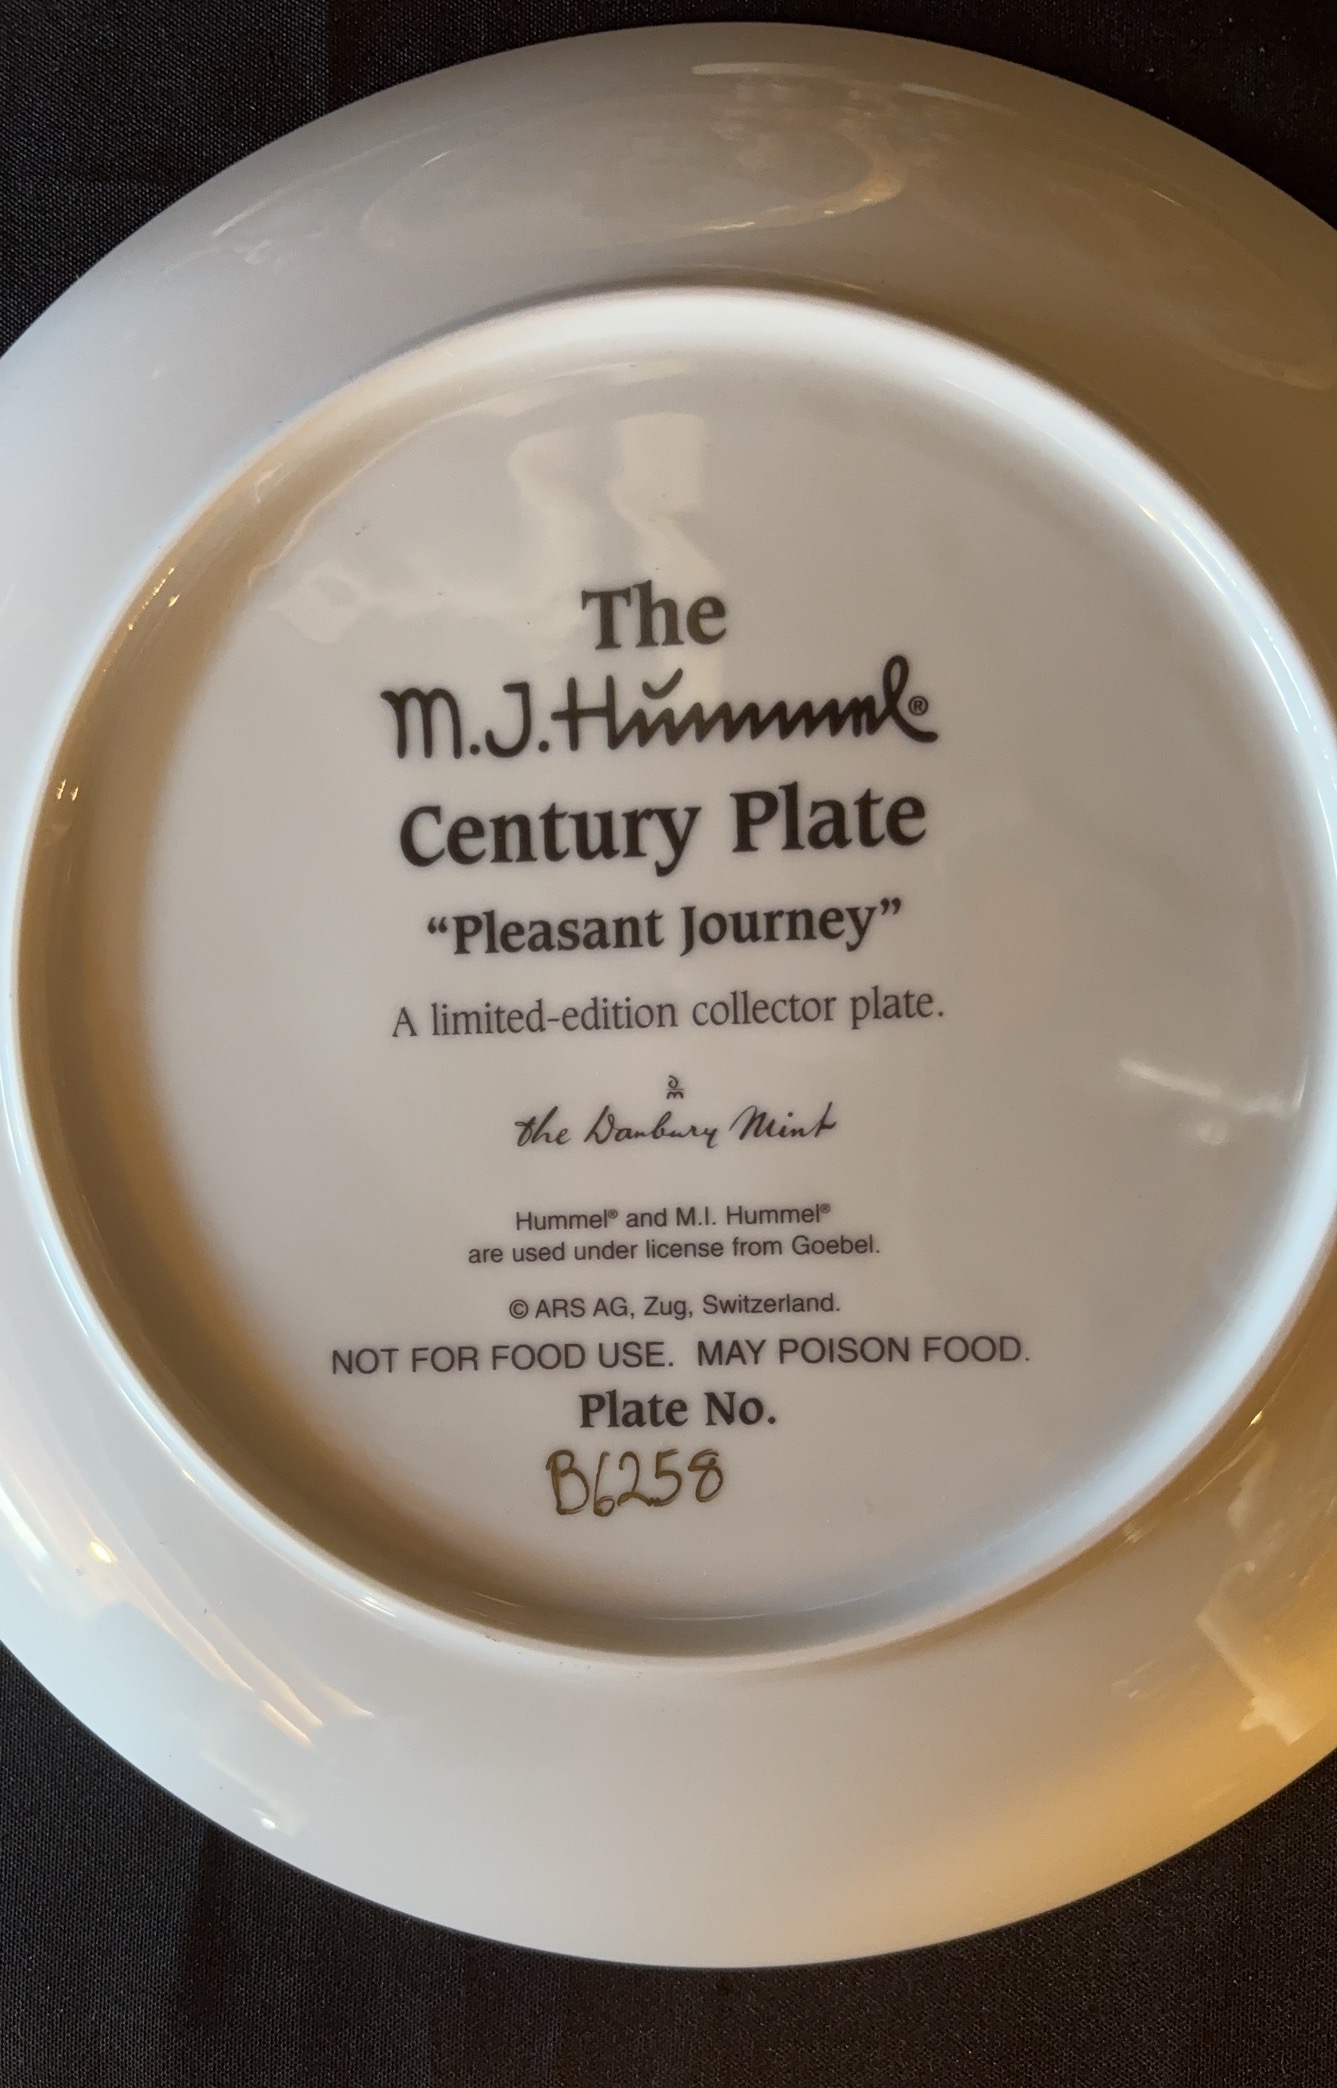 The
M.J. Hummel®
Century Plate
“Pleasant Journey”
A limited-edition collector plate.
the Danbury Mint
Hummel® and M.I. Hummel®
are used under license from Goebel.
© ARS AG, Zug, Switzerland.
NOT FOR FOOD USE. MAY POISON FOOD.
Plate No.
B6258